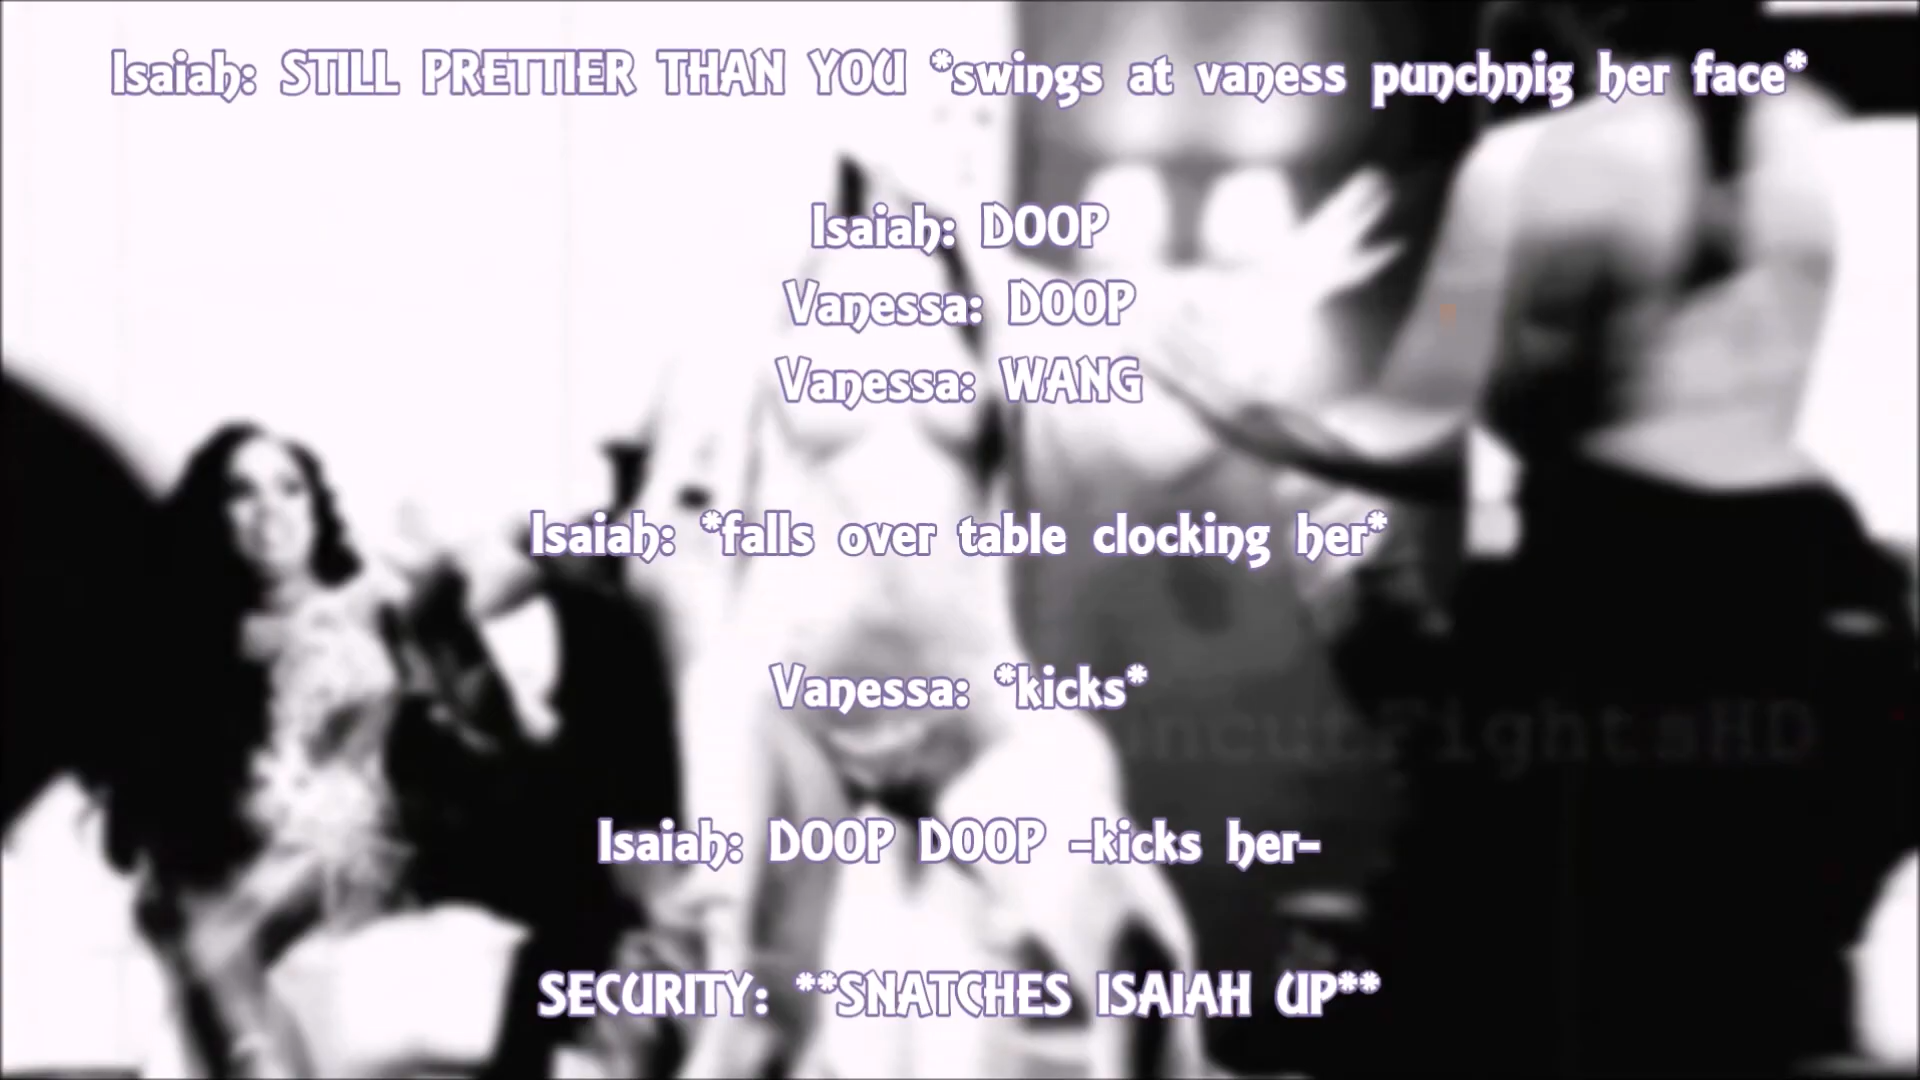 Isaiah: STILL PRETTIER THAN YOU *swings at vaness punchnig her face*
Isaiah: DOOP
Vanessa: DOOP
Vanessa: WANG
Isaiah: *falls over table clocking her*
Vanessa: *kicks*
UncutFightsHD
Isaiah: DOOP DOOP -kicks her-
SECURITY: **SNATCHES ISAIAH UP**